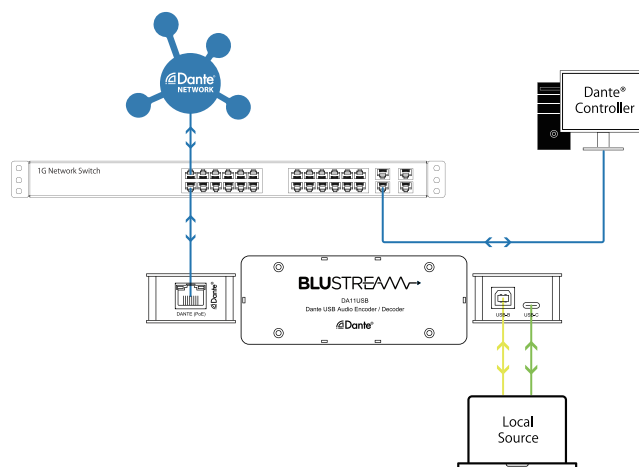 Dante®
NETWORK
Dante®
Controller
1G Network Switch
BLUSTREAM
DA11USB
Dante USB Audio Encoder / Decoder
Dante®
DANTE (PoE)
Dante®
USB-B
USB-C
Local
Source